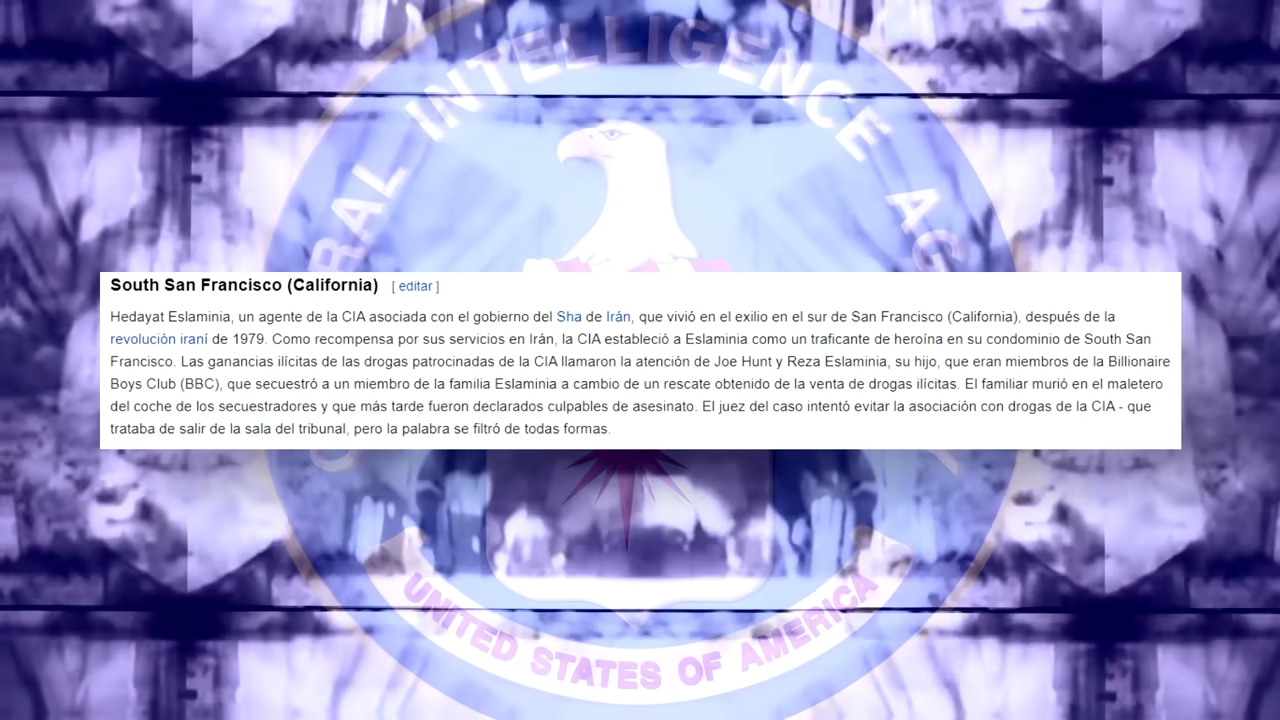 CENTRAL INTELLIGENCE AGENCY
South San Francisco (California) [ editar ]
Hedayat Eslaminia, un agente de la CIA asociada con el gobierno del Sha de Irán, que vivió en el exilio en el sur de San Francisco (California), después de la
revolución iraní de 1979. Como recompensa por sus servicios en Irán, la CIA estableció a Eslaminia como un traficante de heroína en su condominio de South San
Francisco. Las ganancias ilícitas de las drogas patrocinadas de la CIA llamaron la atención de Joe Hunt y Reza Eslaminia, su hijo, que eran miembros de la Billionaire
Boys Club (BBC), que secuestró a un miembro de la familia Eslaminia a cambio de un rescate obtenido de la venta de drogas ilícitas. El familiar murió en el maletero
del coche de los secuestradores y que más tarde fueron declarados culpables de asesinato. El juez del caso intentó evitar la asociación con drogas de la CIA - que
trataba de salir de la sala del tribunal, pero la palabra se filtró de todas formas.
UNITED STATES OF AMERICA